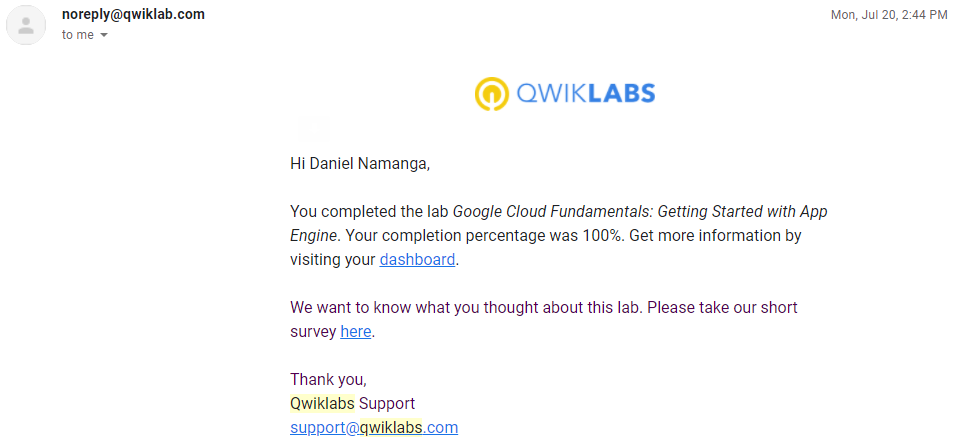 noreply@qwiklab.com
Mon, Jul 20, 2:44 PM
to me
QWIKLABS
Hi Daniel Namanga,
You completed the lab Google Cloud Fundamentals: Getting Started with App
Engine. Your completion percentage was 100%. Get more information by
visiting your dashboard.
We want to know what you thought about this lab. Please take our short
survey here.
Thank you,
Qwiklabs Support
support@qwiklabs.com